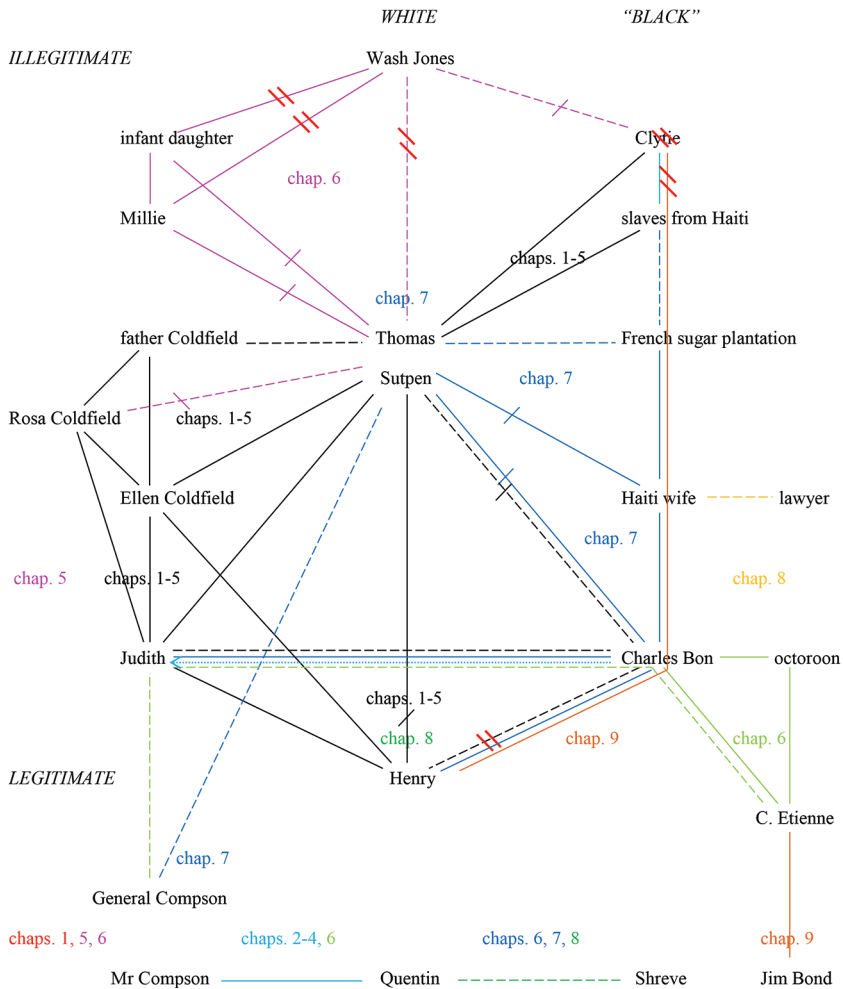 WHITE “BLACK”
ILLEGITIMATE Wash Jones
infant daughter Clytie
chap. 6
Millie slaves from Haiti
chaps. 1-5
chap. 7
father Coldfield Thomas French sugar plantation
Sutpen chap. 7
Rosa Coldfield chaps. 1-5
Ellen Coldfield Haiti wife lawyer
chap. 7
chap. 5 chaps. 1-5 chap. 8
Judith Charles Bon octoroon
chaps. 1-5
chap. 8 chap. 9 chap. 6
LEGITIMATE Henry
C. Etienne
chap. 7
General Compson
chaps. 1, 5, 6 chaps. 2-4, 6 chaps. 6, 7, 8 chap. 9
Mr Compson Quentin Shreve Jim Bond